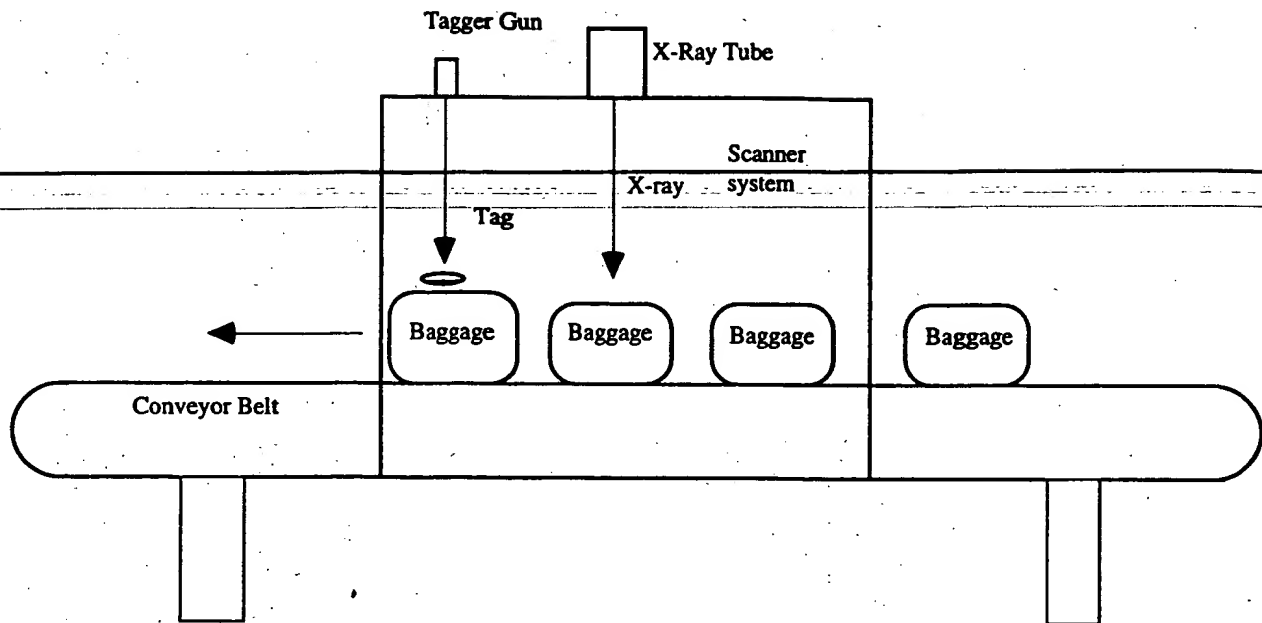 Tagger Gun
X-Ray Tube
Scanner
system
X-ray
Tag
Baggage
Baggage
Baggage
Baggage
Conveyor Belt